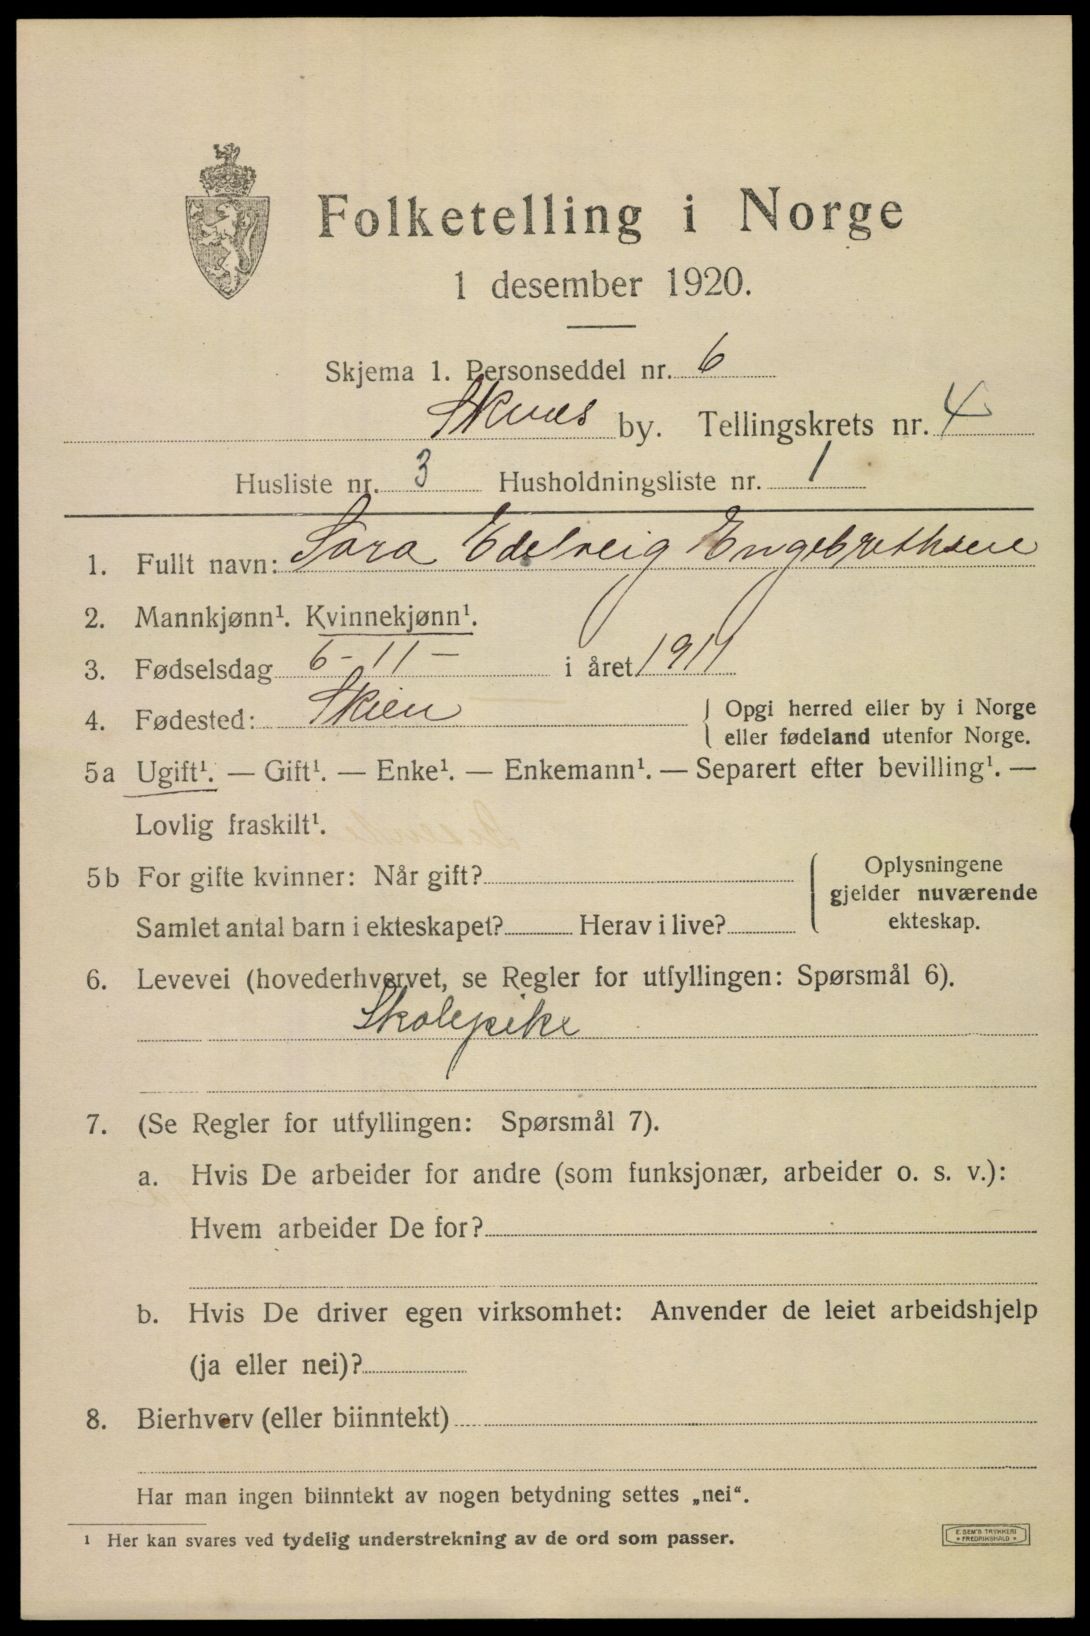 Folketelling i Norge
1 desember 1920.
Skjema 1. Personseddel nr. 6
Skiens by. Tellingskrets nr. 4
Husliste nr. 3 Husholdningsliste nr. 1
1. Fullt navn: Sara Edelveig Engebrethsen
2. Mannkjønn¹. Kvinnekjønn¹.
3. Fødselsdag 6-11- i året 1911
4. Fødested: Skien { Opgi herred eller by i Norge
eller fødeland utenfor Norge.
5a Ugift¹. — Gift¹. — Enke¹. — Enkemann¹. — Separert efter bevilling¹. —
Lovlig fraskilt¹.
5b For gifte kvinner: Når gift? { Oplysningene
gjelder nuværende
Samlet antal barn i ekteskapet? Herav i live? ekteskap.
6. Levevei (hovederhvervet, se Regler for utfyllingen: Spørsmål 6).
Skolepike
7. (Se Regler for utfyllingen: Spørsmål 7).
a. Hvis De arbeider for andre (som funksjonær, arbeider o. s. v.):
Hvem arbeider De for?
b. Hvis De driver egen virksomhet: Anvender de leiet arbeidshjelp
(ja eller nei)?
8. Bierhverv (eller biinntekt)
Har man ingen biinntekt av nogen betydning settes „nei“.
¹ Her kan svares ved tydelig understrekning av de ord som passer.
E. SEM'S TRYKKERI
• FREDRIKSHALD •